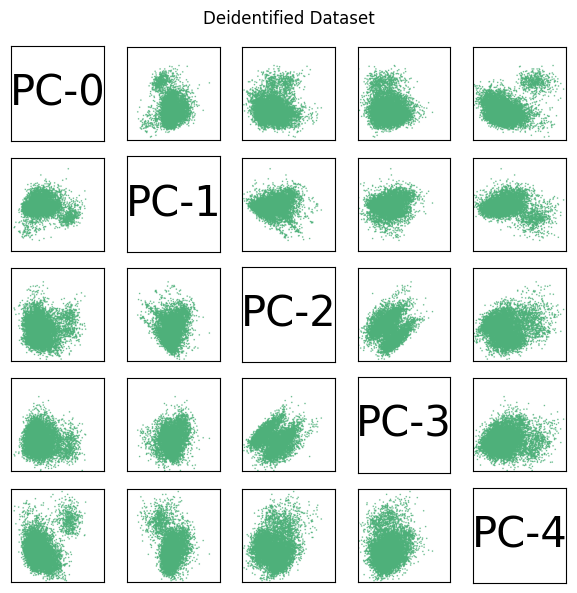 Deidentified Dataset
PC-0
PC-1
PC-2
PC-3
PC-4